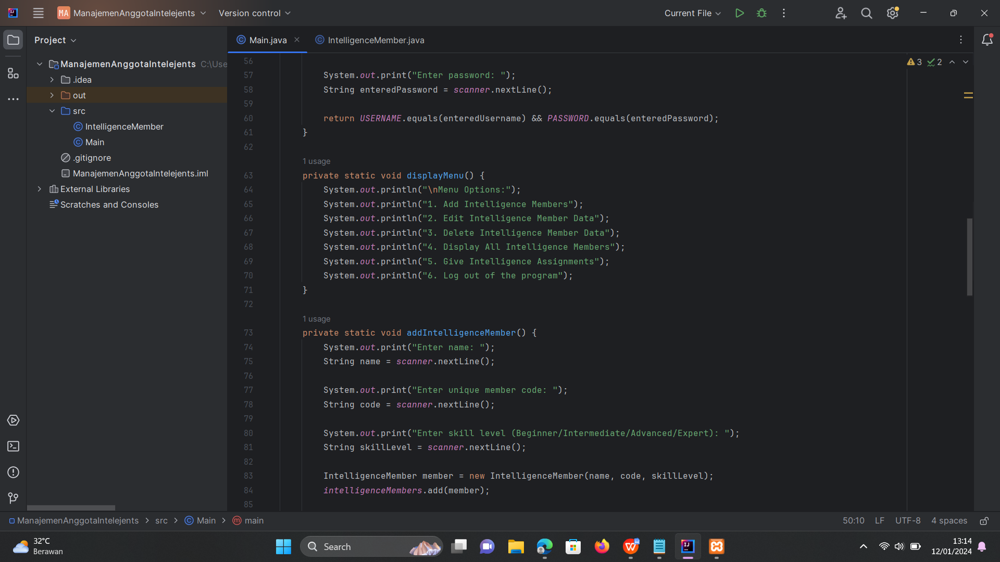 MA ManajemenAnggotaIntelejents Version control Current File
Project
Main.java IntelligenceMember.java
ManajemenAnggotaIntelejents C:\Use
.idea
out
src
IntelligenceMember
Main
.gitignore
ManajemenAnggotaIntelejents.iml
External Libraries
Scratches and Consoles
3 2
56
57 System.out.print("Enter password: ");
58 String enteredPassword = scanner.nextLine();
59
60 return USERNAME.equals(enteredUsername) && PASSWORD.equals(enteredPassword);
61 }
62
1 usage
63 private static void displayMenu() {
64 System.out.println("\nMenu Options:");
65 System.out.println("1. Add Intelligence Members");
66 System.out.println("2. Edit Intelligence Member Data");
67 System.out.println("3. Delete Intelligence Member Data");
68 System.out.println("4. Display All Intelligence Members");
69 System.out.println("5. Give Intelligence Assignments");
70 System.out.println("6. Log out of the program");
71 }
72
1 usage
73 private static void addIntelligenceMember() {
74 System.out.print("Enter name: ");
75 String name = scanner.nextLine();
76
77 System.out.print("Enter unique member code: ");
78 String code = scanner.nextLine();
79
80 System.out.print("Enter skill level (Beginner/Intermediate/Advanced/Expert): ");
81 String skillLevel = scanner.nextLine();
82
83 IntelligenceMember member = new IntelligenceMember(name, code, skillLevel);
84 intelligenceMembers.add(member);
85
ManajemenAnggotaIntelejents > src > Main > main 50:10 LF UTF-8 4 spaces
32°C
Berawan
Search
13:14
12/01/2024